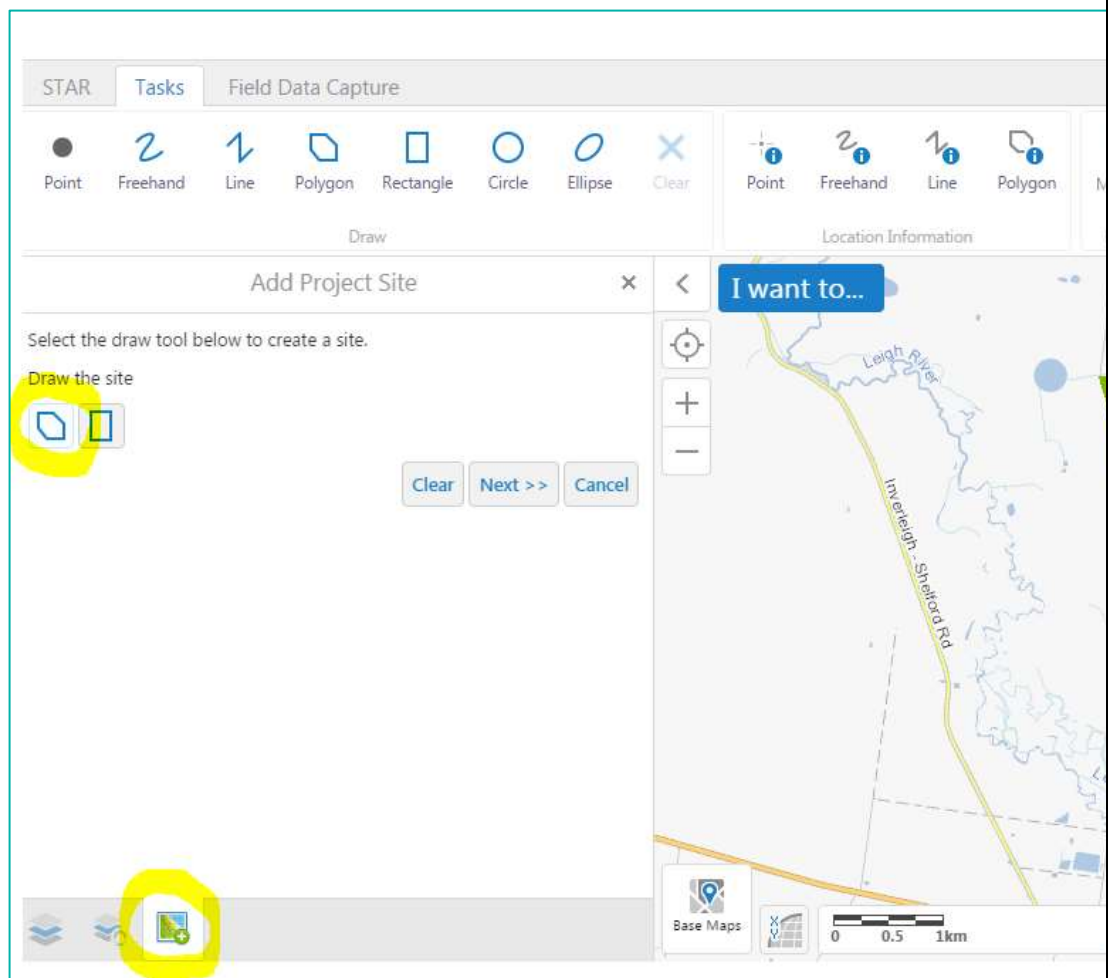 STAR Tasks Field Data Capture
Point Freehand Line Polygon Rectangle Circle Ellipse Clear Point Freehand Line Polygon M
Draw Location Information
Add Project Site
I want to...
Select the draw tool below to create a site.
Draw the site
Clear Next >> Cancel
Leigh River
Inverleigh - Shelford Rd
L
Base Maps
X
Y
0 0.5 1km